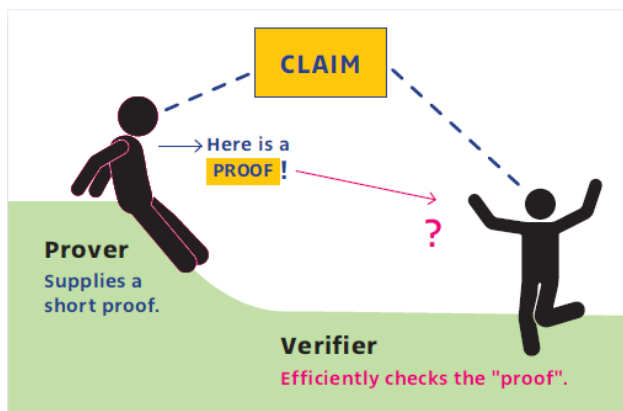 CLAIM
Here is a
PROOF!
?
Prover
Supplies a
short proof.
Verifier
Efficiently checks the "proof".